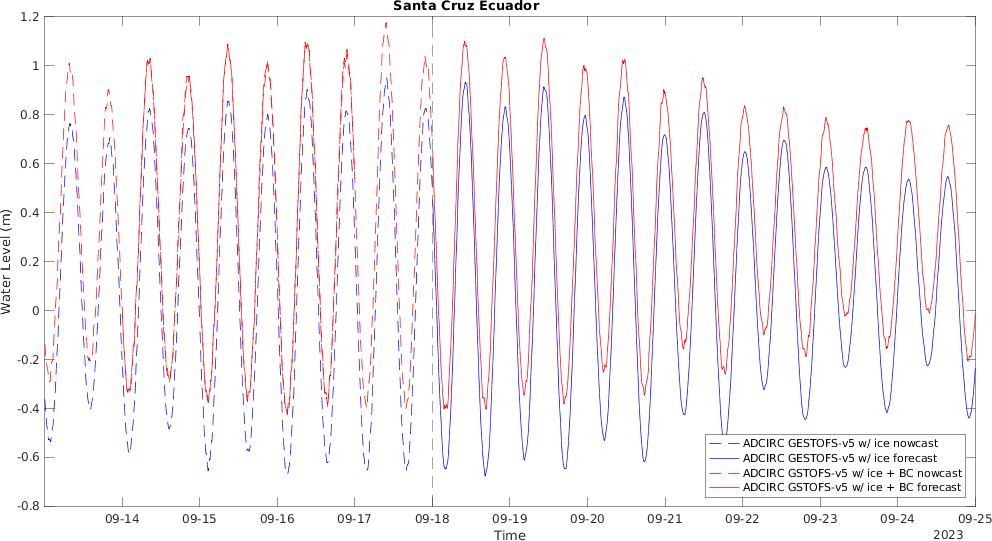 Santa Cruz Ecuador
Water Level (m)
1.2
1
0.8
0.6
0.4
0.2
0
-0.2
-0.4
-0.6
-0.8
ADCIRC GESTOFS-v5 w/ ice nowcast
ADCIRC GESTOFS-v5 w/ ice forecast
ADCIRC GSTOFS-v5 w/ ice + BC nowcast
ADCIRC GSTOFS-v5 w/ ice + BC forecast
09-14 09-15 09-16 09-17 09-18 09-19 09-20 09-21 09-22 09-23 09-24 09-25
Time
2023